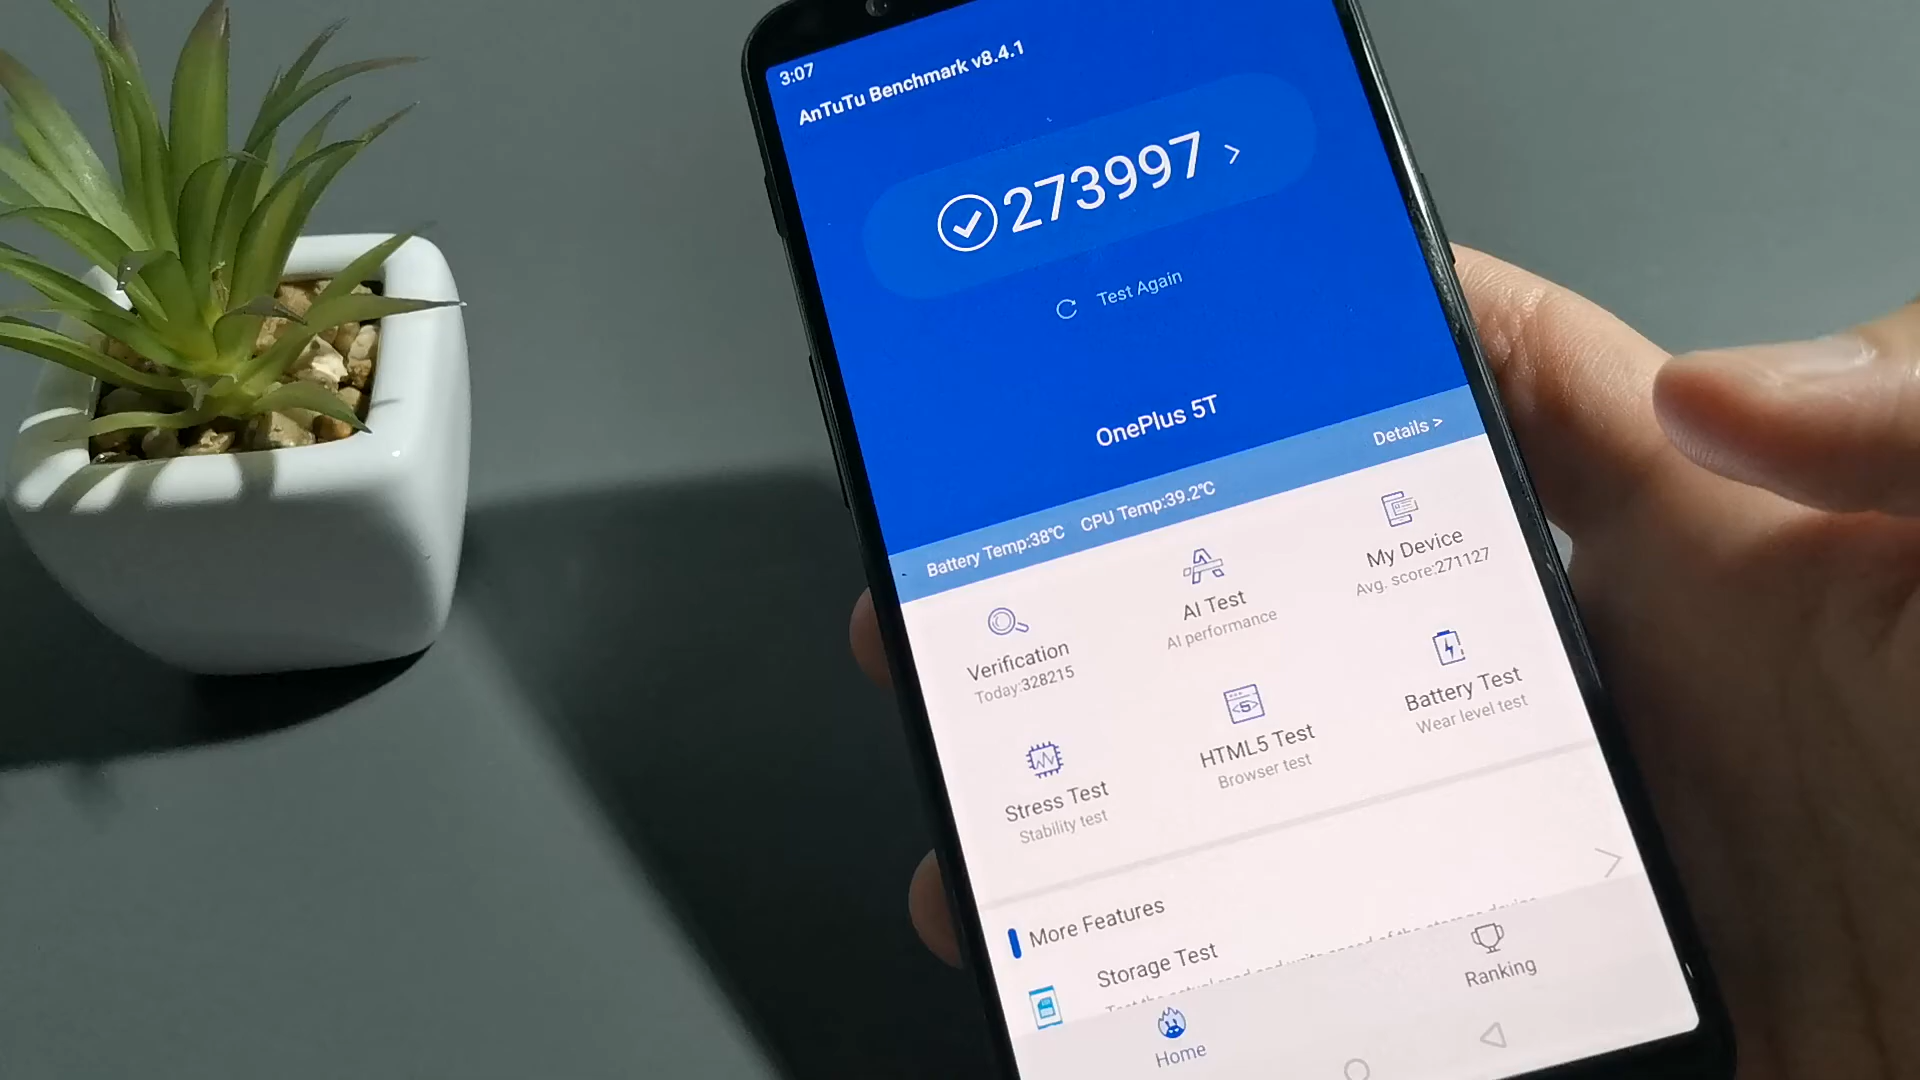 3:07
AnTuTu Benchmark v8.4.1
273997 >
Test Again
OnePlus 5T
Battery Temp:38℃ CPU Temp:39.2℃ Details >
Verification
Today:328215
AI Test
AI performance
My Device
Avg. score:271127
Stress Test
Stability test
HTML5 Test
Browser test
Battery Test
Wear level test
More Features
Storage Test
Home
Ranking